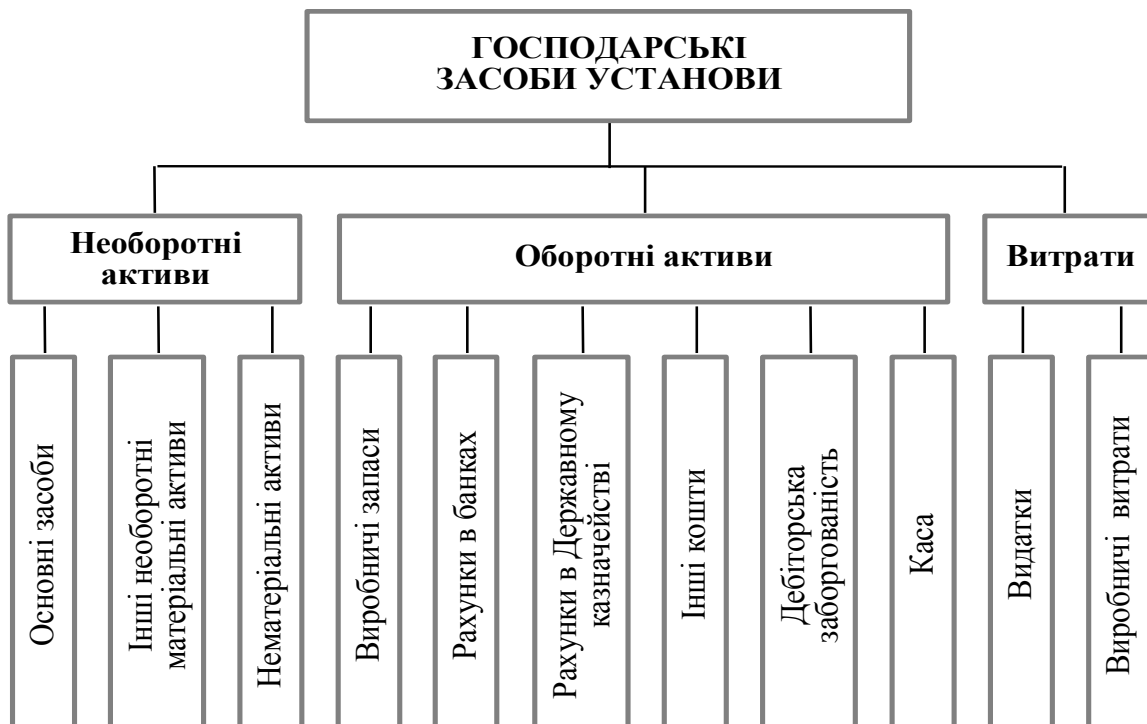 ГОСПОДАРСЬКІ
ЗАСОБИ УСТАНОВИ
Необоротні
активи
Оборотні активи
Витрати
Основні засоби
Інші необоротні
матеріальні активи
Нематеріальні активи
Виробничі запаси
Рахунки в банках
Рахунки в Державному
казначействі
Інші кошти
Дебіторська
заборгованість
Каса
Видатки
Виробничі витрати